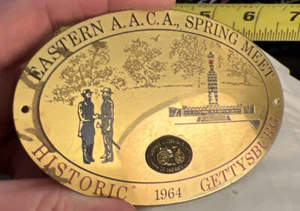 EASTERN A.A.C.A., SPRING MEET
HISTORIC 1964 GETTYSBURG